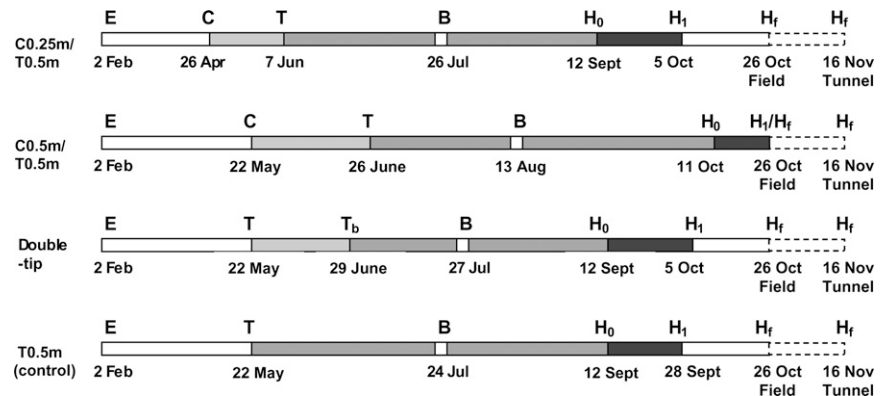 E C T B H₀ H₁ Hf Hf
C0.25m/
T0.5m
2 Feb 26 Apr 7 Jun 26 Jul 12 Sept 5 Oct 26 Oct 16 Nov
Field Tunnel
E C T B H₀ H₁/Hf Hf
C0.5m/
T0.5m
2 Feb 22 May 26 June 13 Aug 11 Oct 26 Oct 16 Nov
Field Tunnel
E T Tb B H₀ H₁ Hf Hf
Double
-tip
2 Feb 22 May 29 June 27 Jul 12 Sept 5 Oct 26 Oct 16 Nov
Field Tunnel
E T B H₀ H₁ Hf Hf
T0.5m
(control)
2 Feb 22 May 24 Jul 12 Sept 28 Sept 26 Oct 16 Nov
Field Tunnel